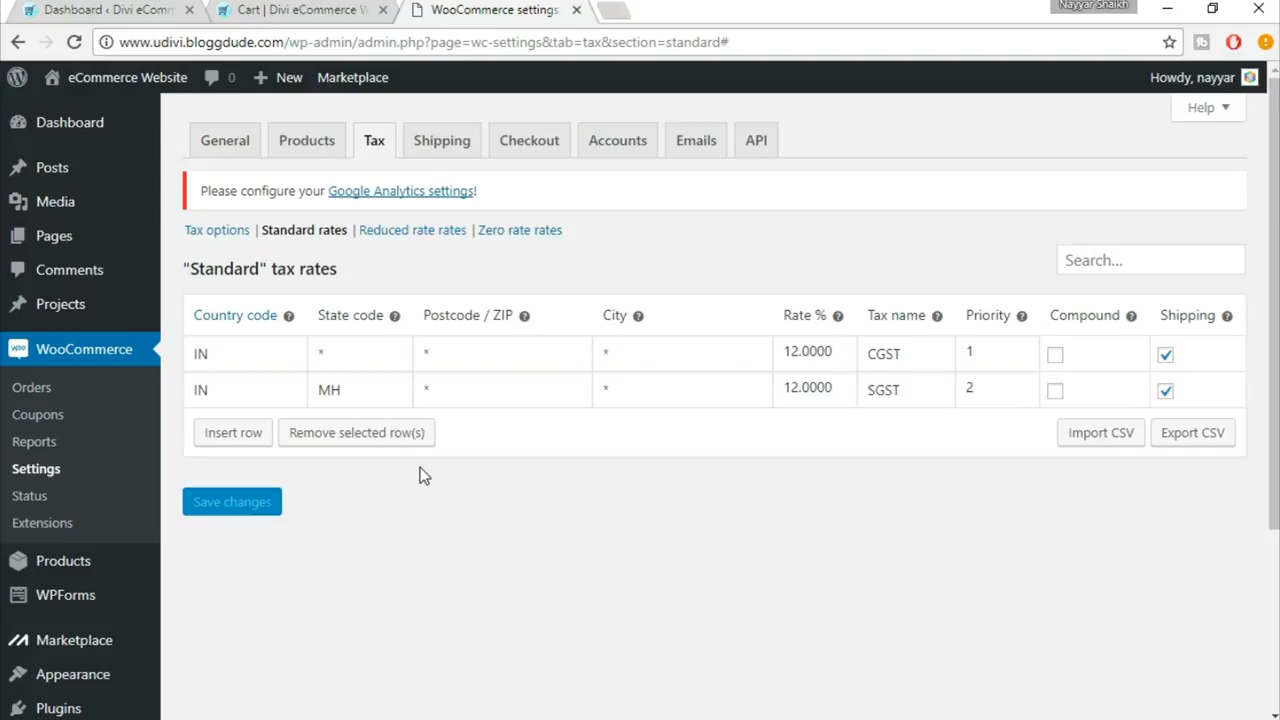 Dashboard < Divi eComm
Cart | Divi eCommerce W
WooCommerce settings
Nayyar Shaikh
www.udivi.bloggdude.com/wp-admin/admin.php?page=wc-settings&tab=tax&section=standard#
eCommerce Website
0
New
Marketplace
Howdy, nayyar
Help
Dashboard
Posts
Media
Pages
Comments
Projects
WooCommerce
Orders
Coupons
Reports
Settings
Status
Extensions
Products
WPForms
Marketplace
Appearance
Plugins
General
Products
Tax
Shipping
Checkout
Accounts
Emails
API
Please configure your Google Analytics settings!
Tax options | Standard rates | Reduced rate rates | Zero rate rates
"Standard" tax rates
Search...
Country code
State code
Postcode / ZIP
City
Rate %
Tax name
Priority
Compound
Shipping
IN * * * 12.0000 CGST 1
IN MH * * 12.0000 SGST 2
Insert row
Remove selected row(s)
Import CSV
Export CSV
Save changes